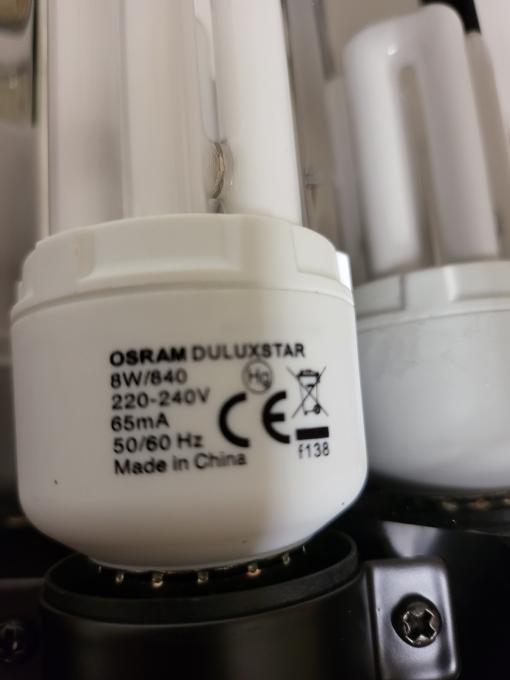 OSRAM DULUXSTAR
8W/840
Hg
220-240V
65mA
CE
50/60 Hz
f138
Made in China